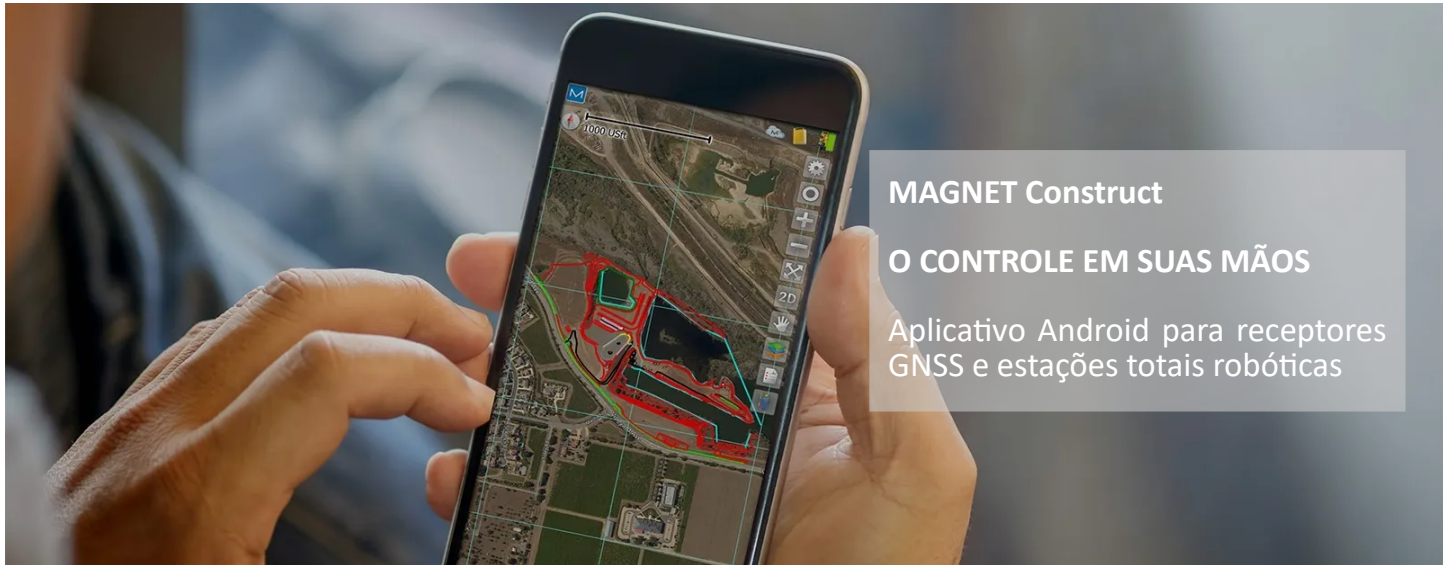 1000 USft
2D
MAGNET Construct
O CONTROLE EM SUAS MÃOS
Aplicativo Android para receptores
GNSS e estações totais robóticas